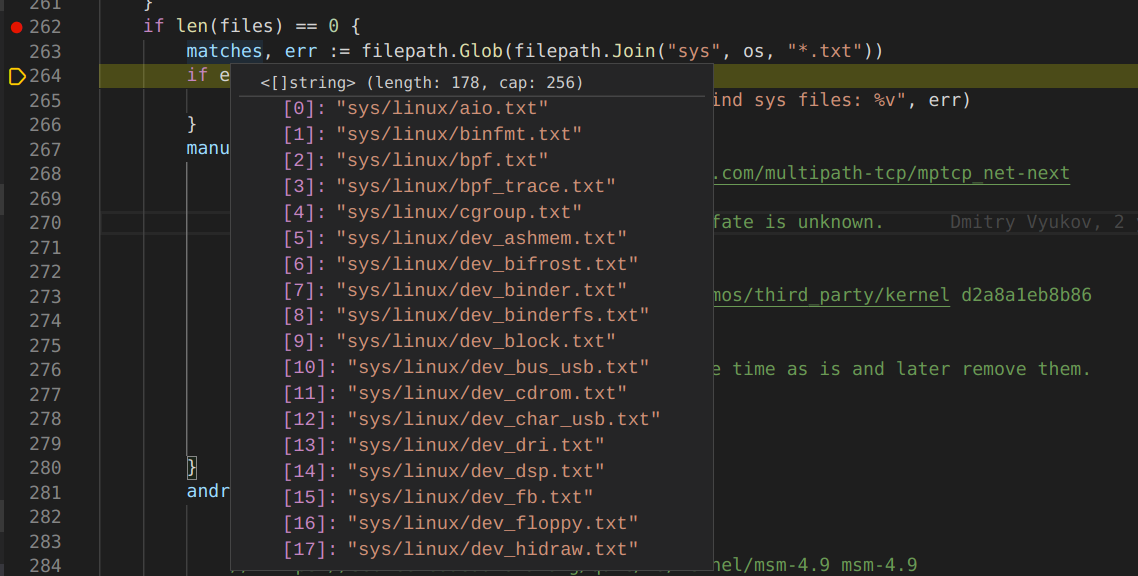 261 }
262 if len(files) == 0 {
263 matches, err := filepath.Glob(filepath.Join("sys", os, "*.txt"))
264 if e
<[]string> (length: 178, cap: 256)
265 ind sys files: %v", err)
[0]: "sys/linux/aio.txt"
266 }
[1]: "sys/linux/binfmt.txt"
267 manu
[2]: "sys/linux/bpf.txt"
268 .com/multipath-tcp/mptcp_net-next
[3]: "sys/linux/bpf_trace.txt"
269
[4]: "sys/linux/cgroup.txt"
270 fate is unknown. Dmitry Vyukov, 2
[5]: "sys/linux/dev_ashmem.txt"
271
[6]: "sys/linux/dev_bifrost.txt"
272
[7]: "sys/linux/dev_binder.txt"
273 mos/third_party/kernel d2a8a1eb8b86
[8]: "sys/linux/dev_binderfs.txt"
274
[9]: "sys/linux/dev_block.txt"
275
[10]: "sys/linux/dev_bus_usb.txt"
276 e time as is and later remove them.
[11]: "sys/linux/dev_cdrom.txt"
277
[12]: "sys/linux/dev_char_usb.txt"
278
[13]: "sys/linux/dev_dri.txt"
279
[14]: "sys/linux/dev_dsp.txt"
280 }
281 andr
[15]: "sys/linux/dev_fb.txt"
282
[16]: "sys/linux/dev_floppy.txt"
283
[17]: "sys/linux/dev_hidraw.txt"
284 nel/msm-4.9 msm-4.9